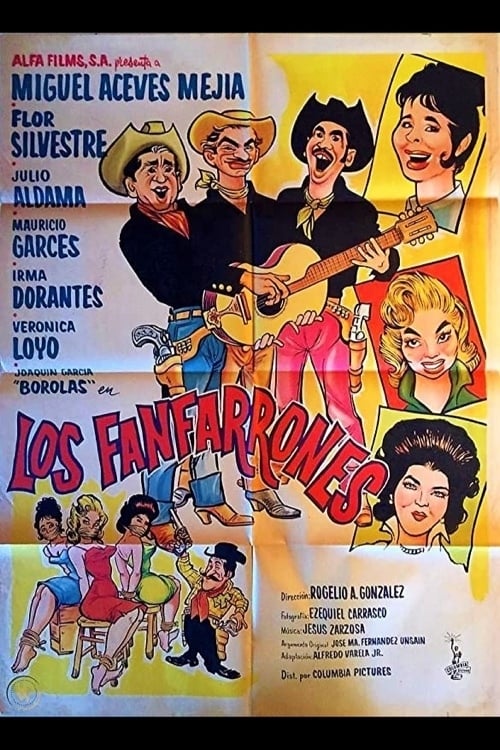 ALFA FILMS, S.A. presenta a
MIGUEL ACEVES MEJIA
FLOR
SILVESTRE
JULIO
ALDAMA
MAURICIO
GARCES
IRMA
DORANTES
VERONICA
LOYO
JOAQUIN GARCIA
"BOROLAS" en
LOS FANFARRONES
Dirección: ROGELIO A. GONZALEZ
Fotografía: EZEQUIEL CARRASCO
Música: JESUS ZARZOSA
Argumento Original JOSE MA. FERNANDEZ UNSAIN
Adaptación: ALFREDO VARELA JR.
Dist. por COLUMBIA PICTURES
COLUMBIA